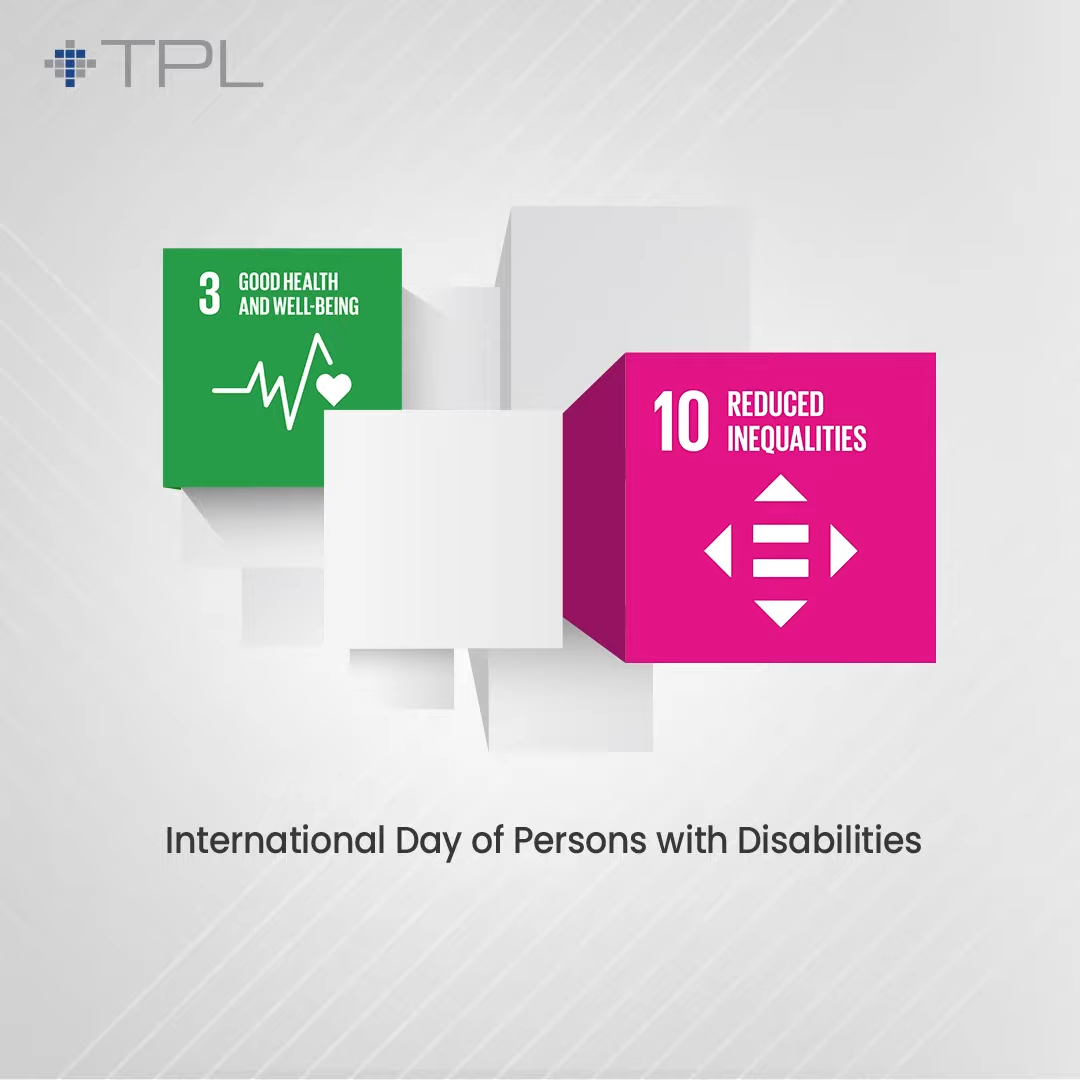 TPL
3
GOOD HEALTH
AND WELL-BEING
10
REDUCED
INEQUALITIES
International Day of Persons with Disabilities